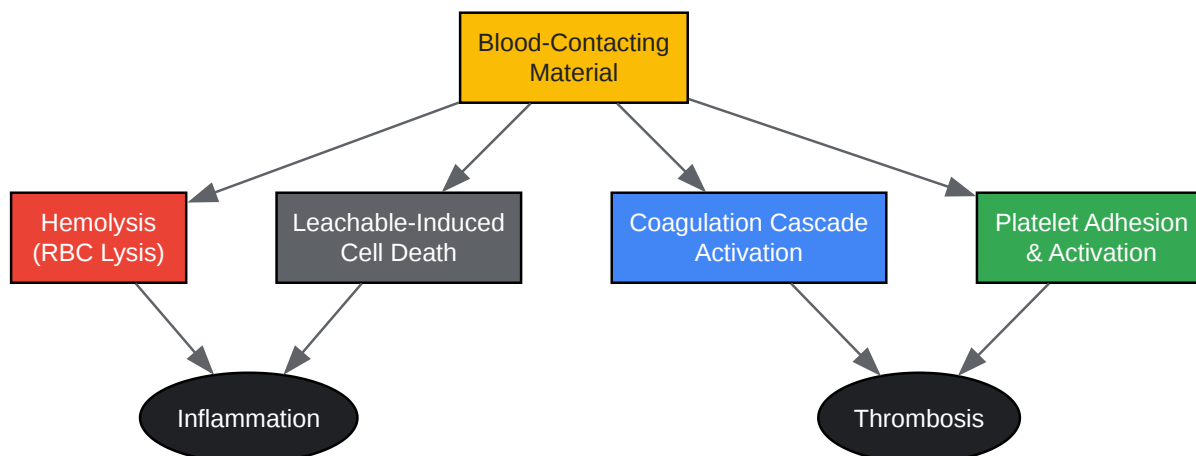 Blood-Contacting
Material
Hemolysis
(RBC Lysis)
Leachable-Induced
Cell Death
Coagulation Cascade
Activation
Platelet Adhesion
& Activation
Inflammation
Thrombosis